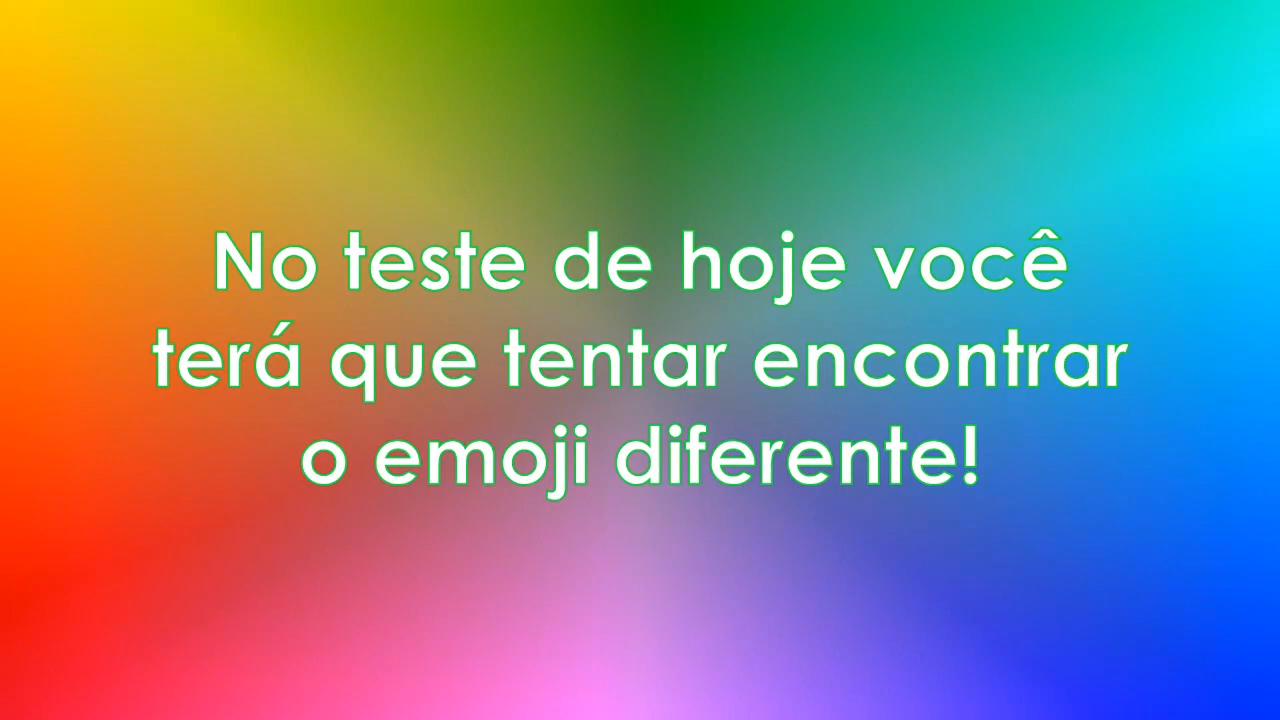 No teste de hoje você
terá que tentar encontrar
o emoji diferente!